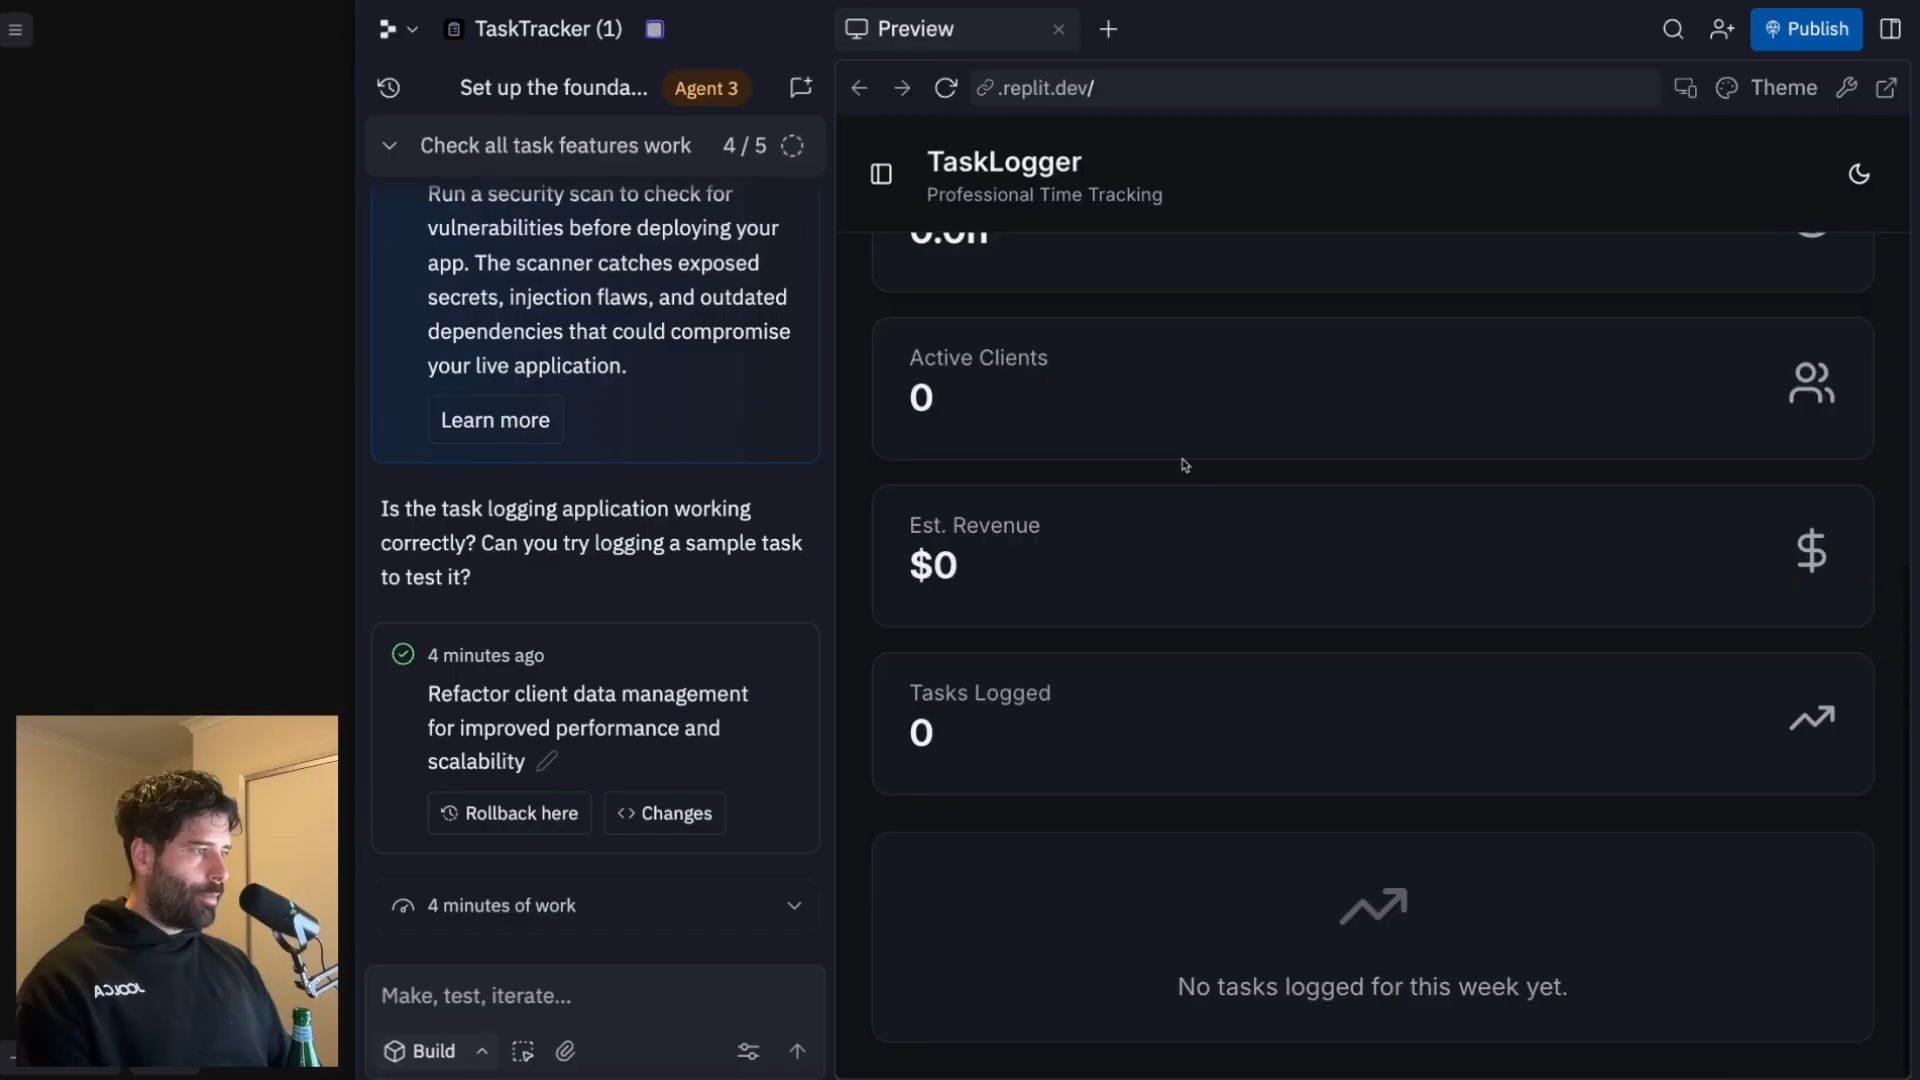 TaskTracker (1)
Preview
Publish
Set up the founda...
Agent 3
.replit.dev/
Theme
Check all task features work
4 / 5
Run a security scan to check for
vulnerabilities before deploying your
app. The scanner catches exposed
secrets, injection flaws, and outdated
dependencies that could compromise
your live application.
Learn more
Is the task logging application working
correctly? Can you try logging a sample task
to test it?
4 minutes ago
Refactor client data management
for improved performance and
scalability
Rollback here
Changes
4 minutes of work
Make, test, iterate...
Build
TaskLogger
Professional Time Tracking
0.0h
Active Clients
0
Est. Revenue
$0
Tasks Logged
0
No tasks logged for this week yet.